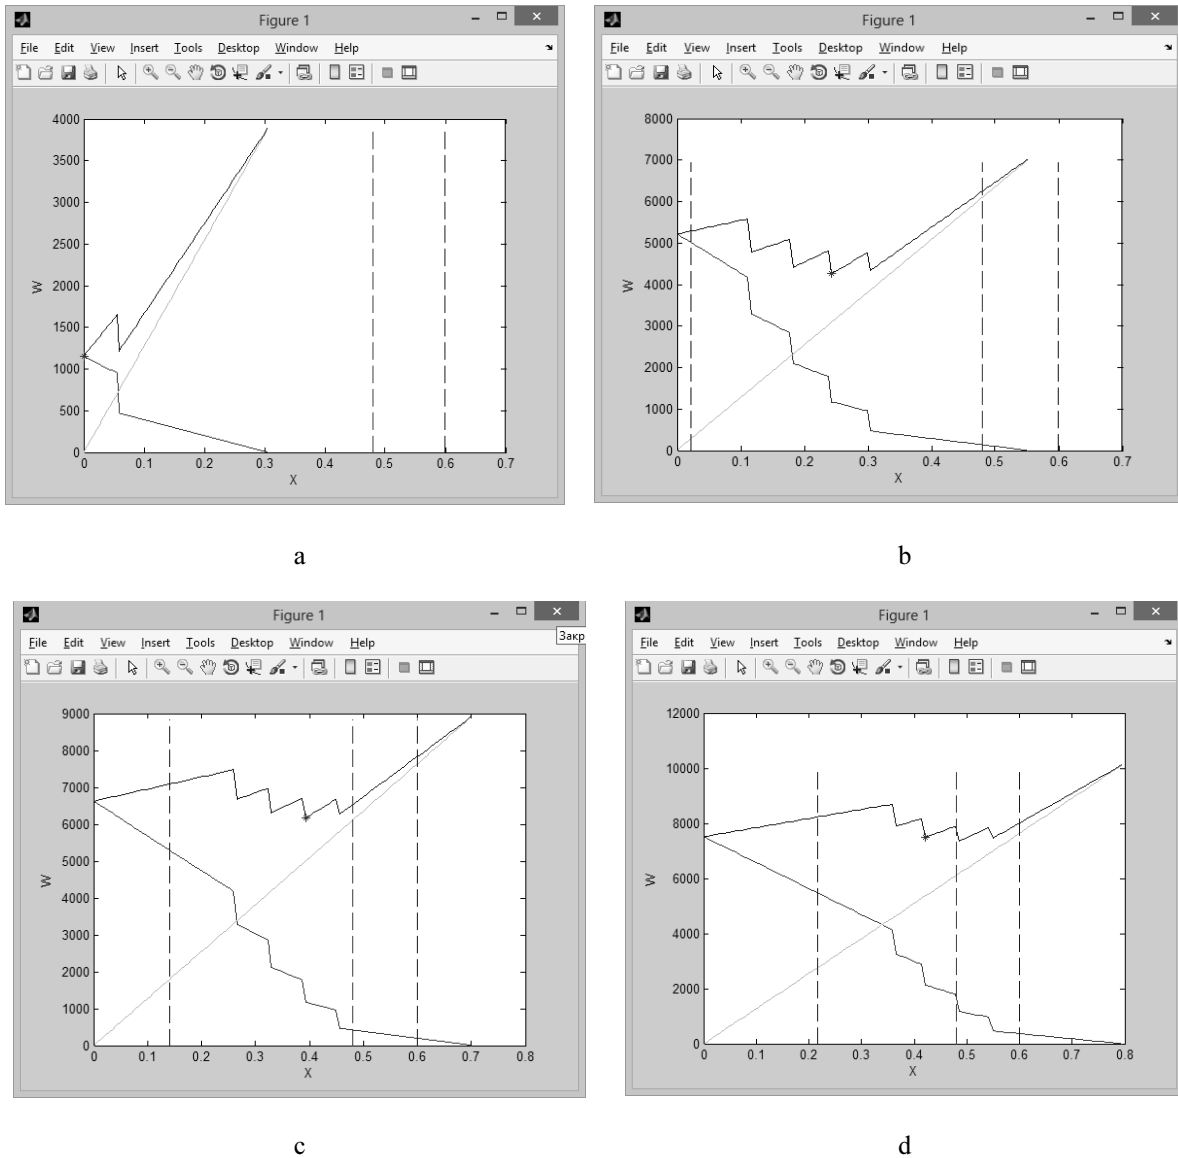 Figure 1
File Edit View Insert Tools Desktop Window Help
4000
3500
3000
2500
2000
1500
1000
500
0
W
0 0.1 0.2 0.3 0.4 0.5 0.6 0.7
X
a
Figure 1
File Edit View Insert Tools Desktop Window Help
8000
7000
6000
5000
4000
3000
2000
1000
0
W
0 0.1 0.2 0.3 0.4 0.5 0.6 0.7
X
b
Figure 1
Закр
File Edit View Insert Tools Desktop Window Help
9000
8000
7000
6000
5000
4000
3000
2000
1000
0
W
0 0.1 0.2 0.3 0.4 0.5 0.6 0.7 0.8
X
c
Figure 1
File Edit View Insert Tools Desktop Window Help
12000
10000
8000
6000
4000
2000
0
W
0 0.1 0.2 0.3 0.4 0.5 0.6 0.7 0.8
X
d